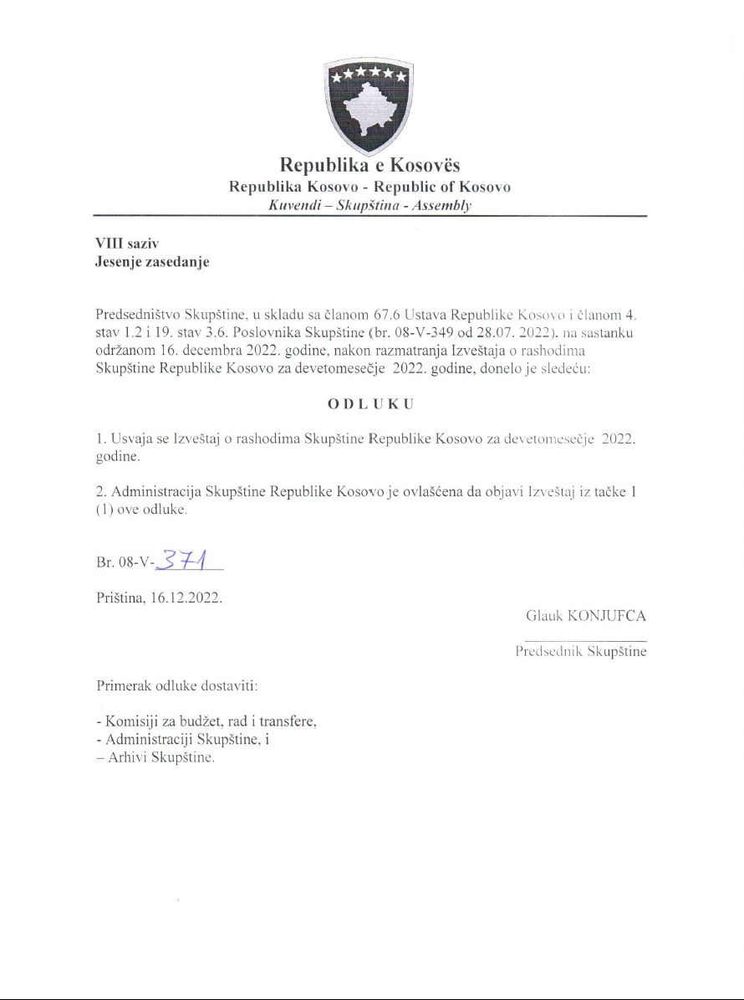 Republika e Kosovës
Republika Kosovo - Republic of Kosovo
Kuvendi – Skupština - Assembly
VIII saziv
Jesenje zasedanje
Predsedništvo Skupštine, u skladu sa članom 67.6 Ustava Republike Kosovo i članom 4.
stav 1.2 i 19. stav 3.6. Poslovnika Skupštine (br. 08-V-349 od 28.07. 2022). na sastanku
održanom 16. decembra 2022. godine, nakon razmatranja Izveštaja o rashodima
Skupštine Republike Kosovo za devetomesečje 2022. godine, donelo je sledeću:
O D L U K U
1. Usvaja se Izveštaj o rashodima Skupštine Republike Kosovo za devetomesečje 2022.
godine.
2. Administracija Skupštine Republike Kosovo je ovlašćena da objavi Izveštaj iz tačke 1
(1) ove odluke.
Br. 08-V-371
Priština, 16.12.2022.
Glauk KONJUFCA
Predsednik Skupštine
Primerak odluke dostaviti:
- Komisiji za budžet, rad i transfere,
- Administraciji Skupštine, i
– Arhivi Skupštine.